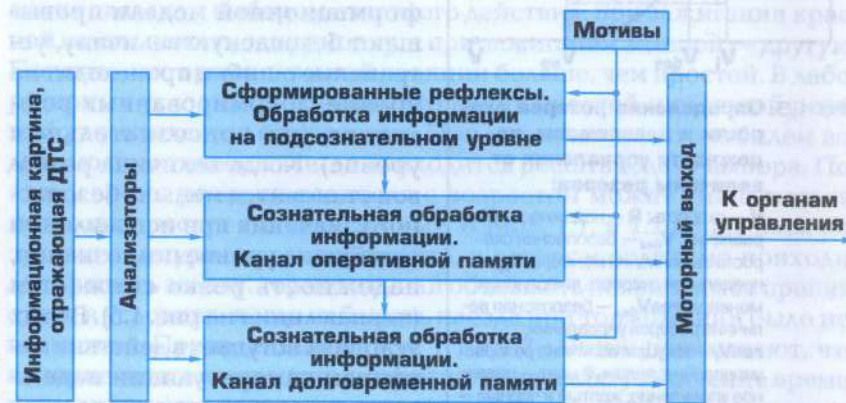 Мотивы
Информационная картина,
отражающая ДТС
Анализаторы
Сформированные рефлексы.
Обработка информации
на подсознательном уровне
Сознательная обработка
информации.
Канал оперативной памяти
Сознательная обработка
информации.
Канал долговременной памяти
Моторный выход
К органам
управления